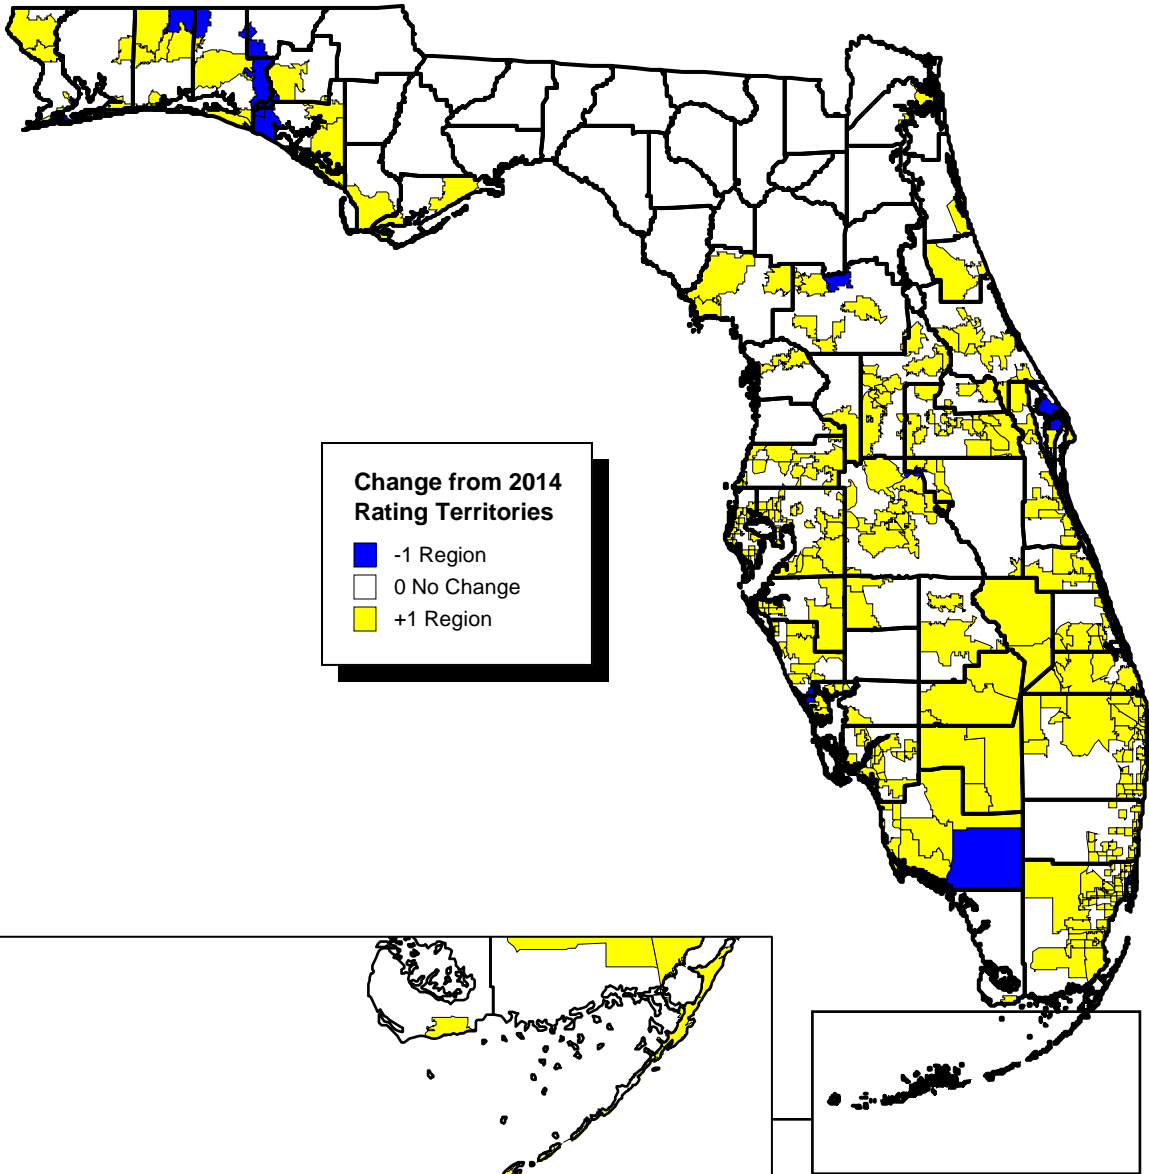 Change from 2014
Rating Territories
-1 Region
0 No Change
+1 Region